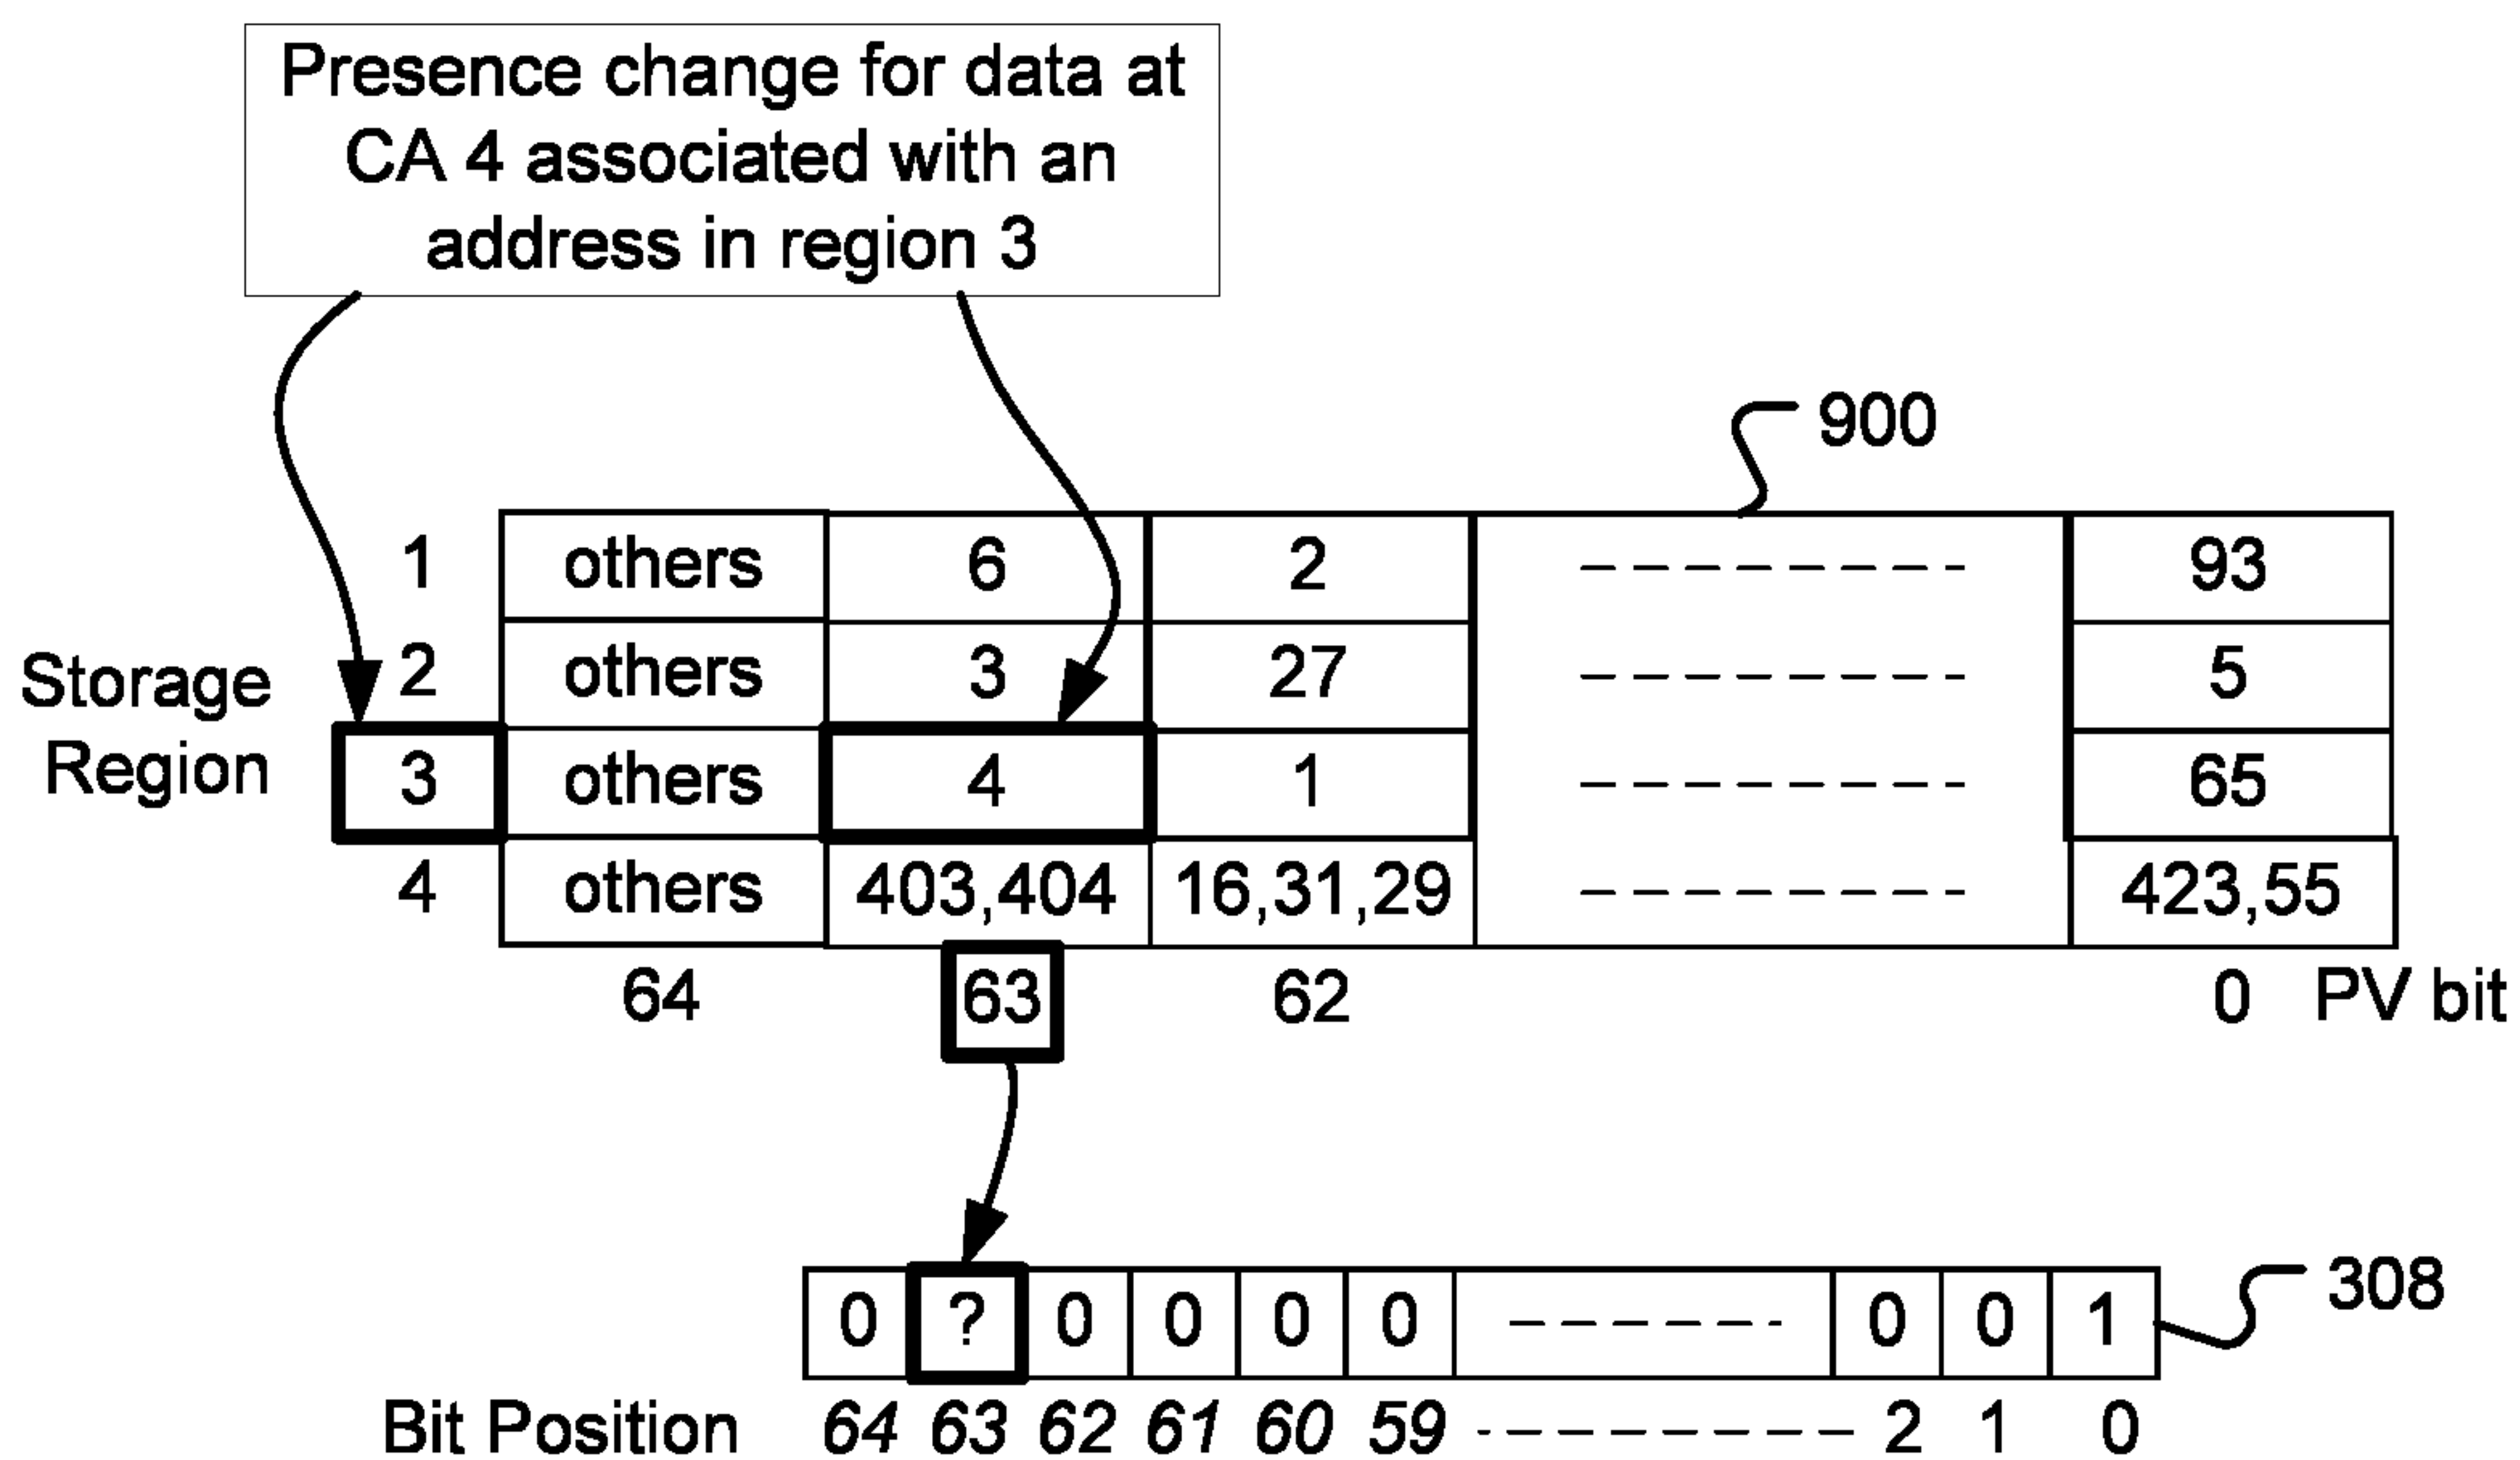 Presence change for data at
CA 4 associated with an
address in region 3
900
1 others 6 2 --------- 93
2 others 3 27 --------- 5
Storage
Region
3 others 4 1 --------- 65
4 others 403,404 16,31,29 --------- 423,55
64 63 62 0 PV bit
0 ? 0 0 0 0 ------- 0 0 1
308
Bit Position 64 63 62 61 60 59 --------- 2 1 0